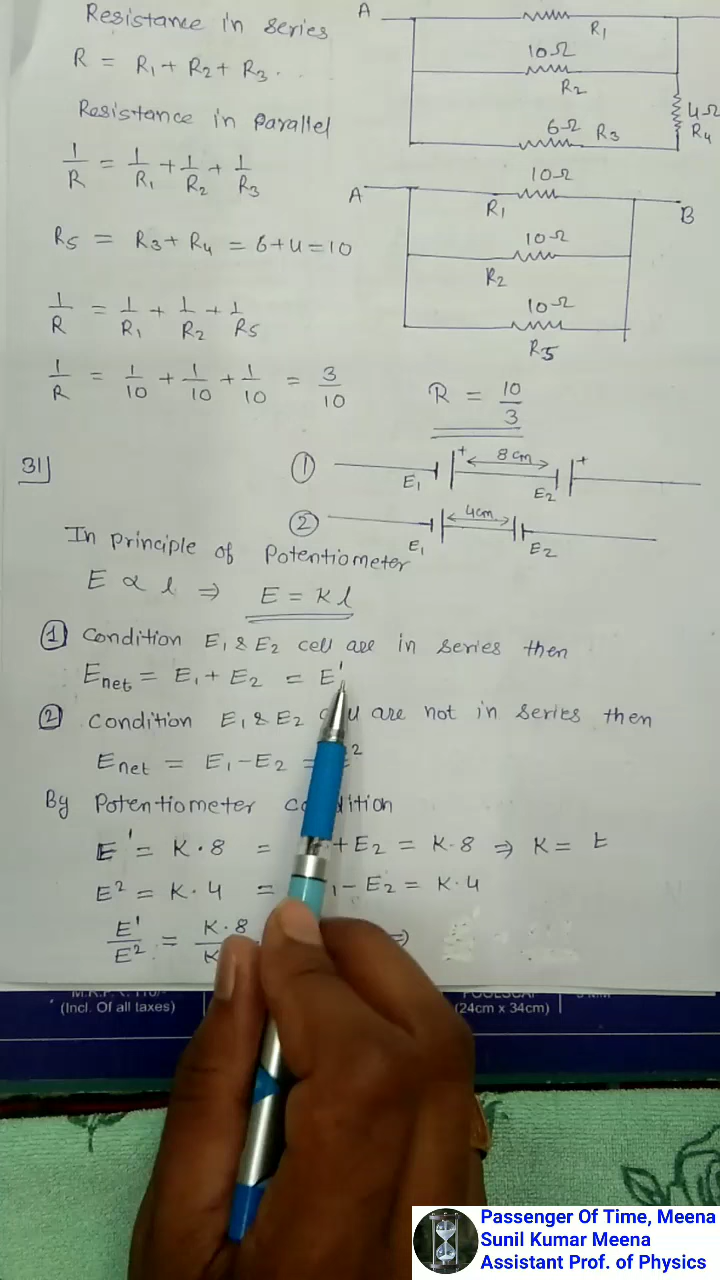 Resistance in series
R = R1 + R2 + R3 .
Resistance in Parallel
1/R = 1/R1 + 1/R2 + 1/R3
R5 = R3 + R4 = 6 + 4 = 10
1/R = 1/R1 + 1/R2 + 1/R5
1/R = 1/10 + 1/10 + 1/10 = 3/10
A
R1
10Ω
R2
4Ω
R4
6Ω R3
10Ω
A
R1
B
10Ω
R2
10Ω
R5
R = 10/3
31
① E1 + 8 cm E2 +
② E1 4cm E2
In principle of Potentiometer
E ∝ l ⇒ E = Kl
① Condition E1 & E2 cell are in series then
Enet = E1 + E2 = E'
② Condition E1 & E2 are not in series then
Enet = E1 - E2 = 2
By Potentiometer condition
E' = K·8 = + E2 = K·8 ⇒ K = E
E² = K·4 = 1 - E2 = K·4
E'/E² = K·8/K ⇒
(Incl. Of all taxes)
(24cm x 34cm)
Passenger Of Time, Meena
Sunil Kumar Meena
Assistant Prof. of Physics